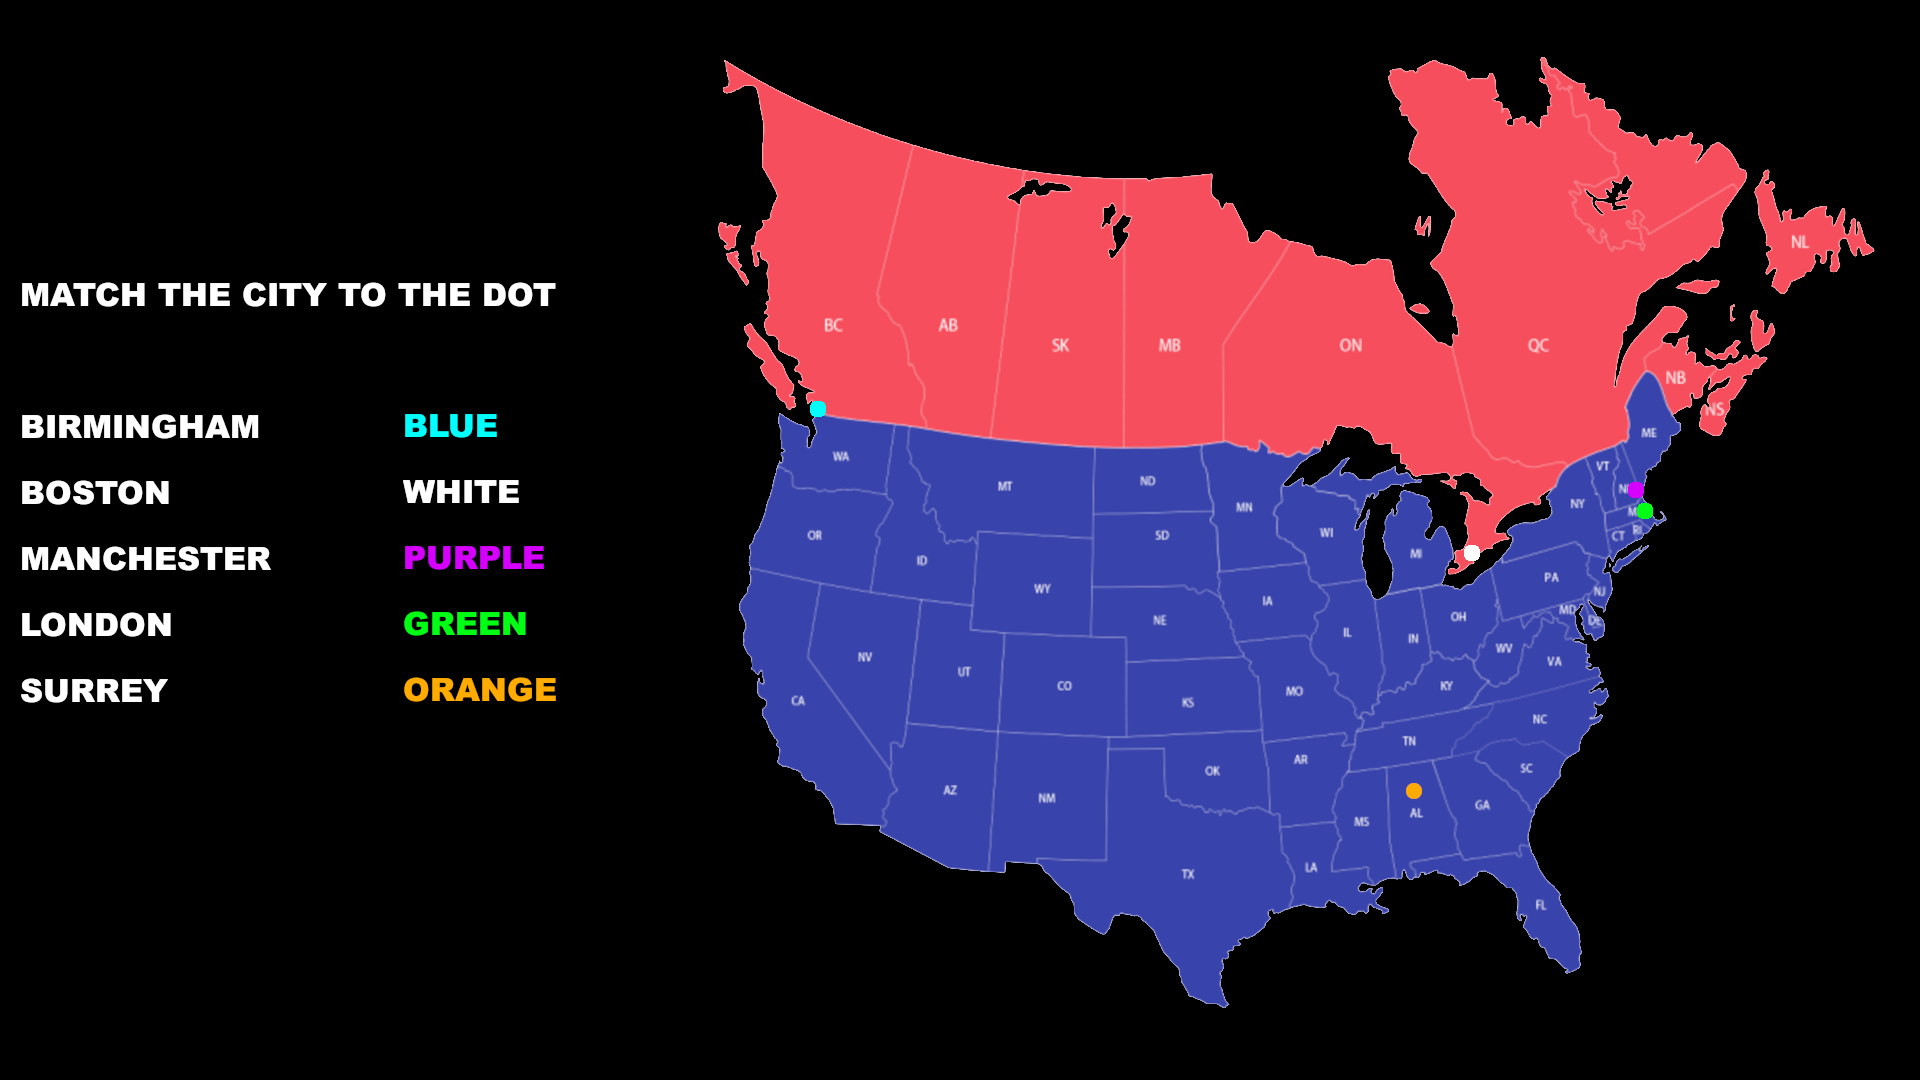 MATCH THE CITY TO THE DOT
BIRMINGHAM BLUE
BOSTON WHITE
MANCHESTER PURPLE
LONDON GREEN
SURREY ORANGE
NL
BC
AB
SK
MB
ON
QC
NB
NS
ME
WA
VT
MT
ND
NY
MN
OR
SD
WI
CT
RI
MI
ID
PA
WY
NJ
IA
MD
NE
OH
DE
IL
IN
WV
VA
NV
UT
CO
KY
MO
CA
KS
NC
TN
AR
SC
OK
AZ
NM
GA
AL
MS
LA
TX
FL